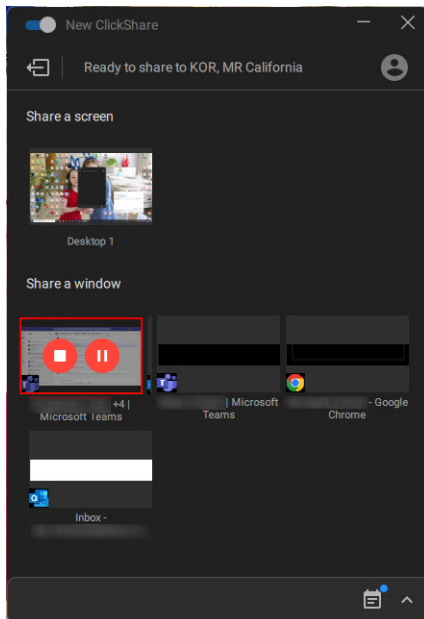 New ClickShare
Ready to share to KOR, MR California
Share a screen
Desktop 1
Share a window
+4 |
Microsoft Teams
| Microsoft
Teams
- Google
Chrome
Inbox -